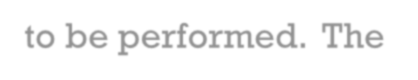 to be performed. The